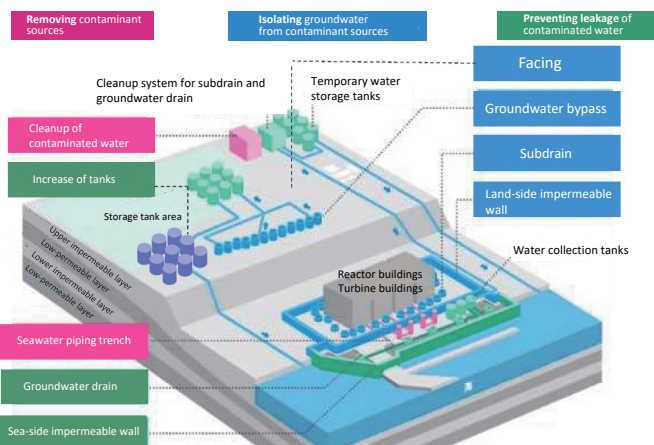 Removing contaminant
sources
Isolating groundwater
from contaminant sources
Preventing leakage of
contaminated water
Facing
Cleanup system for subdrain and
groundwater drain
Temporary water
storage tanks
Groundwater bypass
Cleanup of
contaminated water
Subdrain
Increase of tanks
Land-side impermeable
wall
Storage tank area
Upper impermeable layer
Low-permeable layer
Lower impermeable layer
Low-permeable layer
Water collection tanks
Reactor buildings
Turbine buildings
Seawater piping trench
Groundwater drain
Sea-side impermeable wall